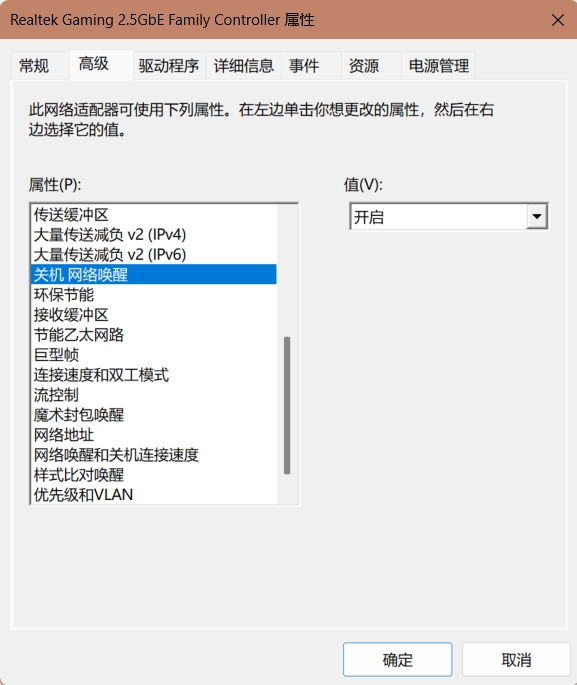 Realtek Gaming 2.5GbE Family Controller 属性
常规 高级 驱动程序 详细信息 事件 资源 电源管理
此网络适配器可使用下列属性。在左边单击你想更改的属性，然后在右
边选择它的值。
属性(P):
值(V):
传送缓冲区
大量传送减负 v2 (IPv4)
大量传送减负 v2 (IPv6)
关机 网络唤醒
环保节能
接收缓冲区
节能乙太网路
巨型帧
连接速度和双工模式
流控制
魔术封包唤醒
网络地址
网络唤醒和关机连接速度
样式比对唤醒
优先级和VLAN
开启
确定 取消